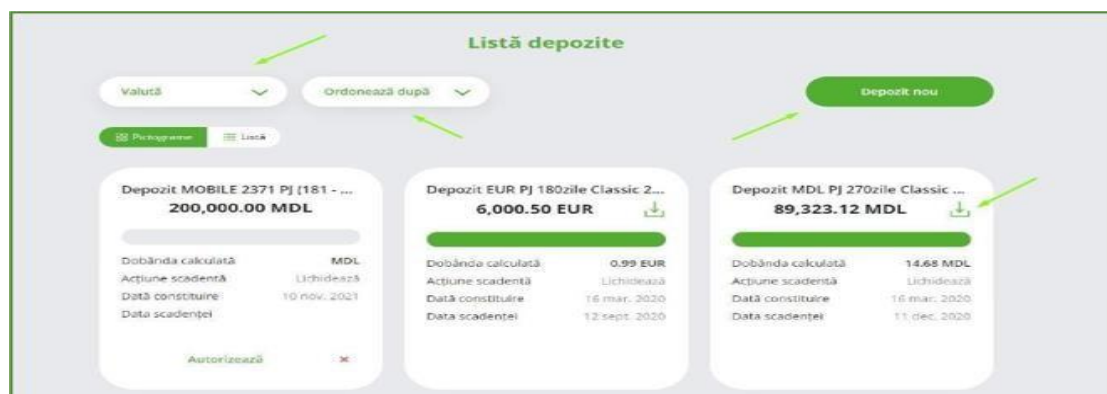 Listă depozite
Valută
Ordonează după
Depozit nou
Pictograme
Listă
Depozit MOBILE 2371 PJ (181 - ...
200,000.00 MDL
Dobânda calculată MDL
Acțiune scadentă Lichidează
Dată constituire 10 nov. 2021
Data scadenței
Autorizează
Depozit EUR PJ 180zile Classic 2...
6,000.50 EUR
Dobânda calculată 0.99 EUR
Acțiune scadentă Lichidează
Dată constituire 16 mar. 2020
Data scadenței 12 sept. 2020
Depozit MDL PJ 270zile Classic ...
89,323.12 MDL
Dobânda calculată 14.68 MDL
Acțiune scadentă Lichidează
Dată constituire 16 mar. 2020
Data scadenței 11 dec. 2020